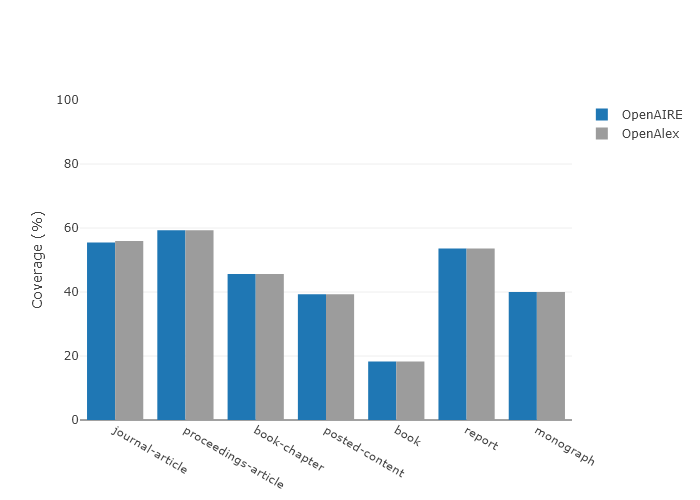 100
80
60
40
20
0
Coverage (%)
journal-article
proceedings-article
book-chapter
posted-content
book
report
monograph
OpenAIRE
OpenAlex